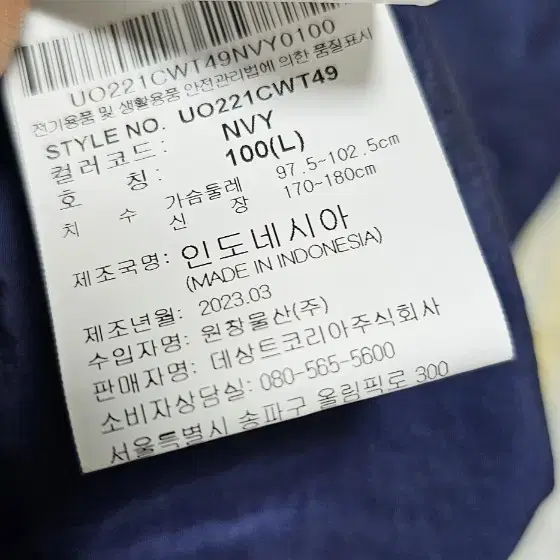 UO221CWT49NVY0100
전기용품 및 생활용품 안전관리법에 의한 품질표시
STYLE NO. UO221CWT49
컬러코드: NVY
호 칭: 100(L)
치 수 가슴둘레 97.5~102.5cm
신 장 170~180cm
제조국명: 인도네시아
(MADE IN INDONESIA)
제조년월: 2023.03
수입자명: 원창물산(주)
판매자명: 데상트코리아주식회사
소비자상담실: 080-565-5600
서울특별시 송파구 올림픽로 300